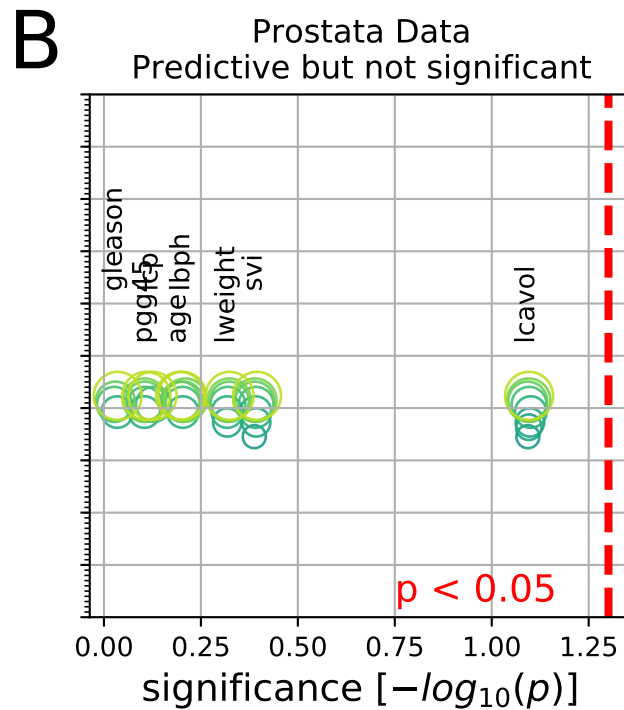 B
Prostata Data
Predictive but not significant
gleason
pgg45
lcp
age
lbph
lweight
svi
lcavol
p < 0.05
0.00 0.25 0.50 0.75 1.00 1.25
significance [−log10(p)]